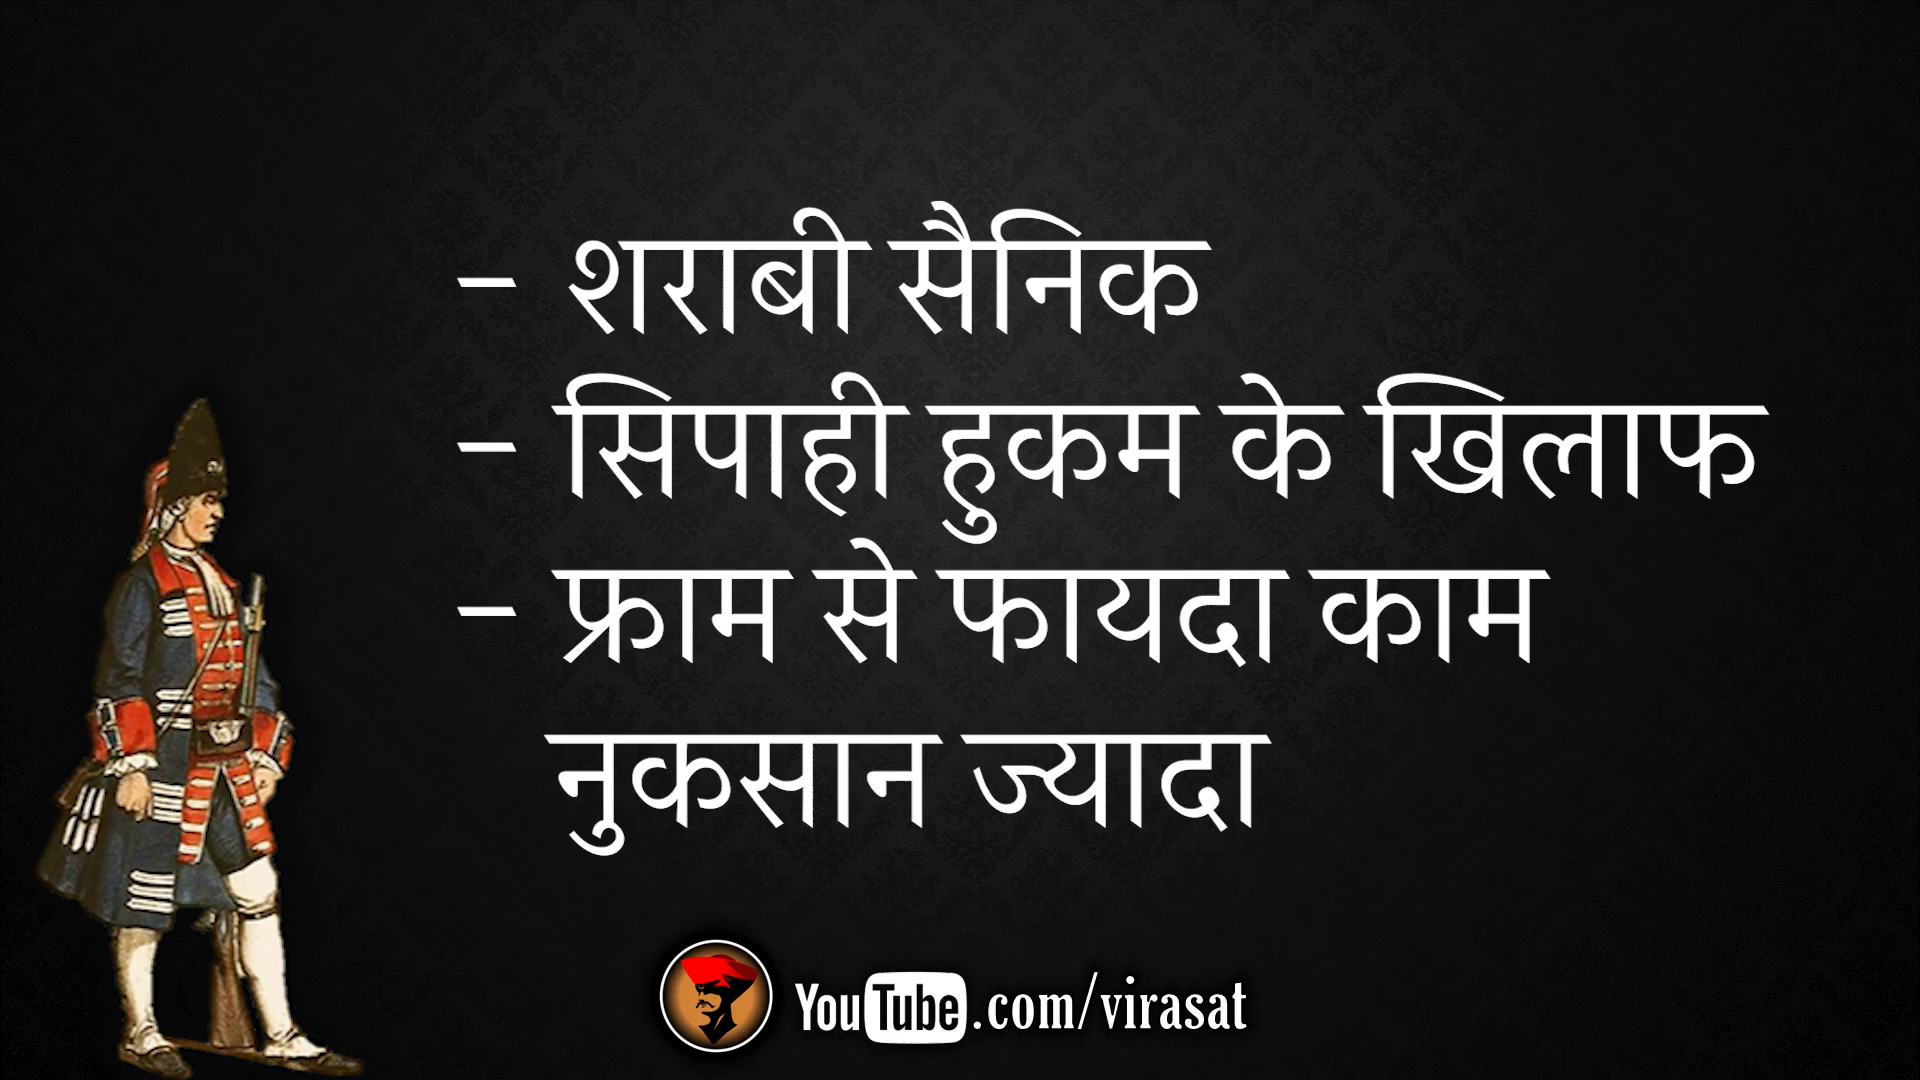 - शराबी सैनिक
- सिपाही हुकम के खिलाफ
- फ्राम से फायदा काम
नुकसान ज्यादा
YouTube.com/virasat